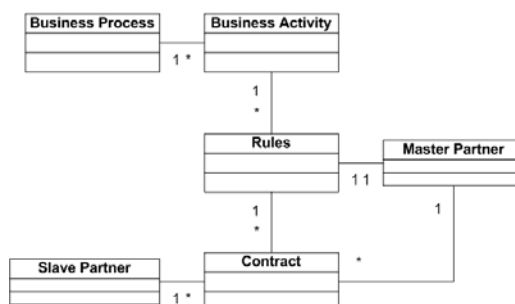 Business Process
Business Activity
1 *
1
*
Rules
Master Partner
1 1
1
1
*
*
Contract
Slave Partner
1 *